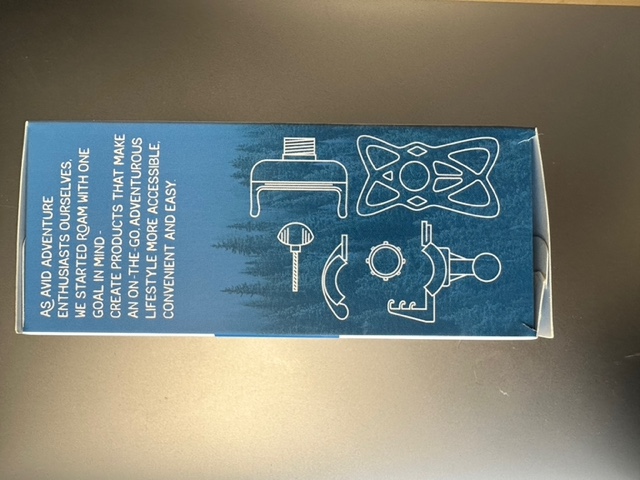 AS AVID ADVENTURE
ENTHUSIASTS OURSELVES,
WE STARTED ROAM WITH ONE
GOAL IN MIND -
CREATE PRODUCTS THAT MAKE
AN ON-THE-GO, ADVENTUROUS
LIFESTYLE MORE ACCESSIBLE,
CONVENIENT AND EASY.